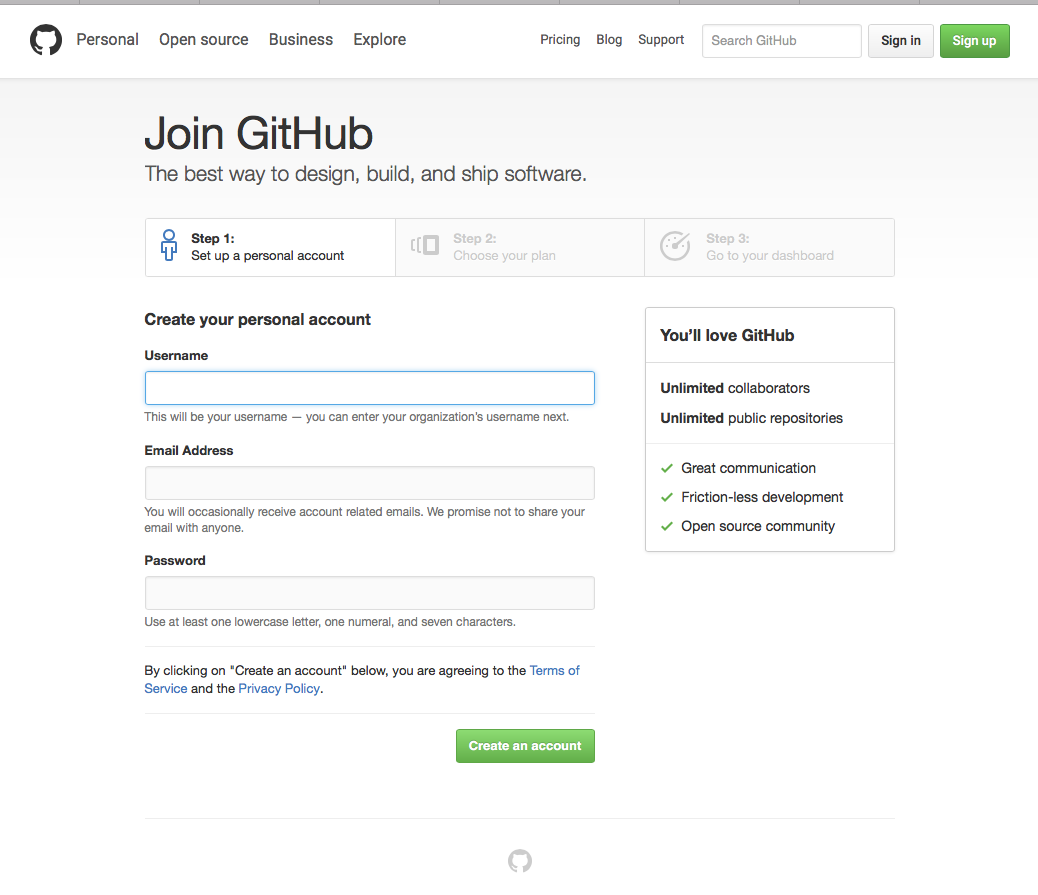 Personal Open source Business Explore Pricing Blog Support Search GitHub Sign in Sign up
Join GitHub
The best way to design, build, and ship software.
Step 1:
Set up a personal account
Step 2:
Choose your plan
Step 3:
Go to your dashboard
Create your personal account
Username
This will be your username — you can enter your organization's username next.
Email Address
You will occasionally receive account related emails. We promise not to share your
email with anyone.
Password
Use at least one lowercase letter, one numeral, and seven characters.
By clicking on "Create an account" below, you are agreeing to the Terms of
Service and the Privacy Policy.
Create an account
You’ll love GitHub
Unlimited collaborators
Unlimited public repositories
Great communication
Friction-less development
Open source community